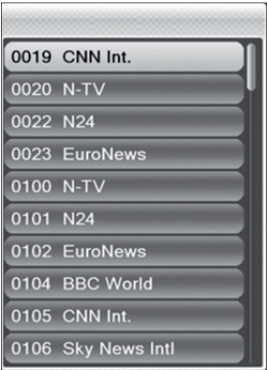 0019 CNN Int.
0020 N-TV
0022 N24
0023 EuroNews
0100 N-TV
0101 N24
0102 EuroNews
0104 BBC World
0105 CNN Int.
0106 Sky News Intl